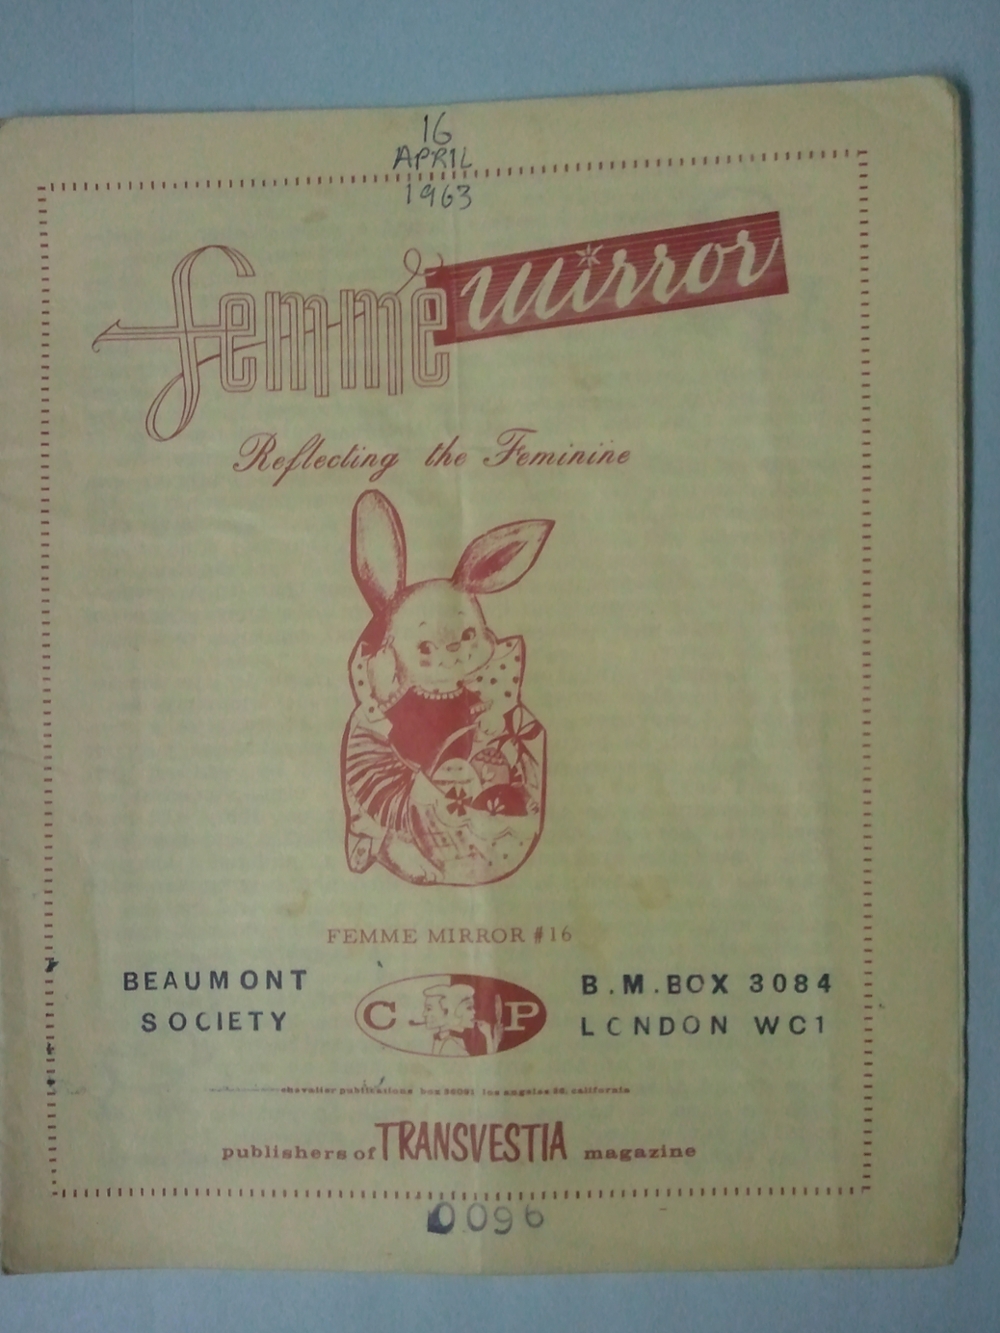 16
APRIL
1963
Femme Mirror
Reflecting the Feminine
FEMME MIRROR #16
BEAUMONT
SOCIETY
C P
B.M.BOX 3084
LONDON WC1
chevalier publications box 36091 los angeles 36, california
publishers of TRANSVESTIA magazine
0096